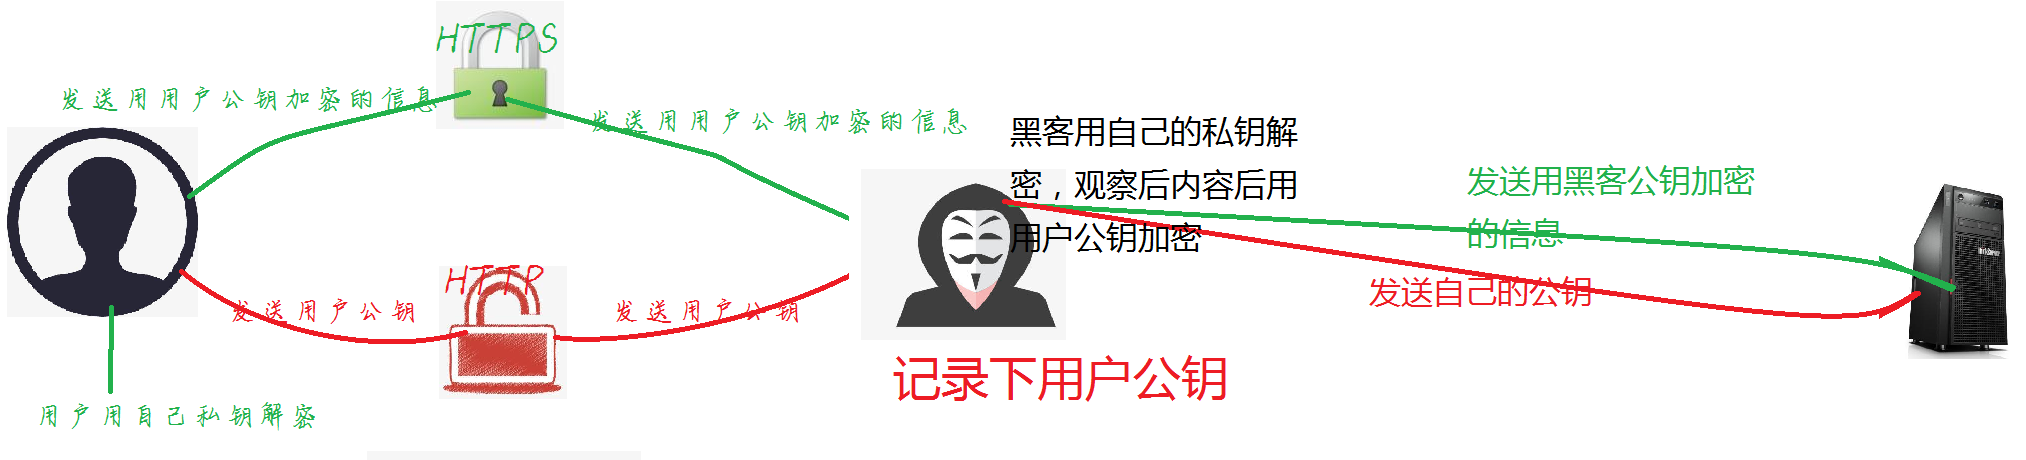 HTTPS
发送用用户公钥加密的信息
发送用用户公钥加密的信息
黑客用自己的私钥解
密，观察后内容后用
用户公钥加密
发送用黑客公钥加密
的信息
HTTP
发送用户公钥
发送用户公钥
发送自己的公钥
记录下用户公钥
用户用自己私钥解密